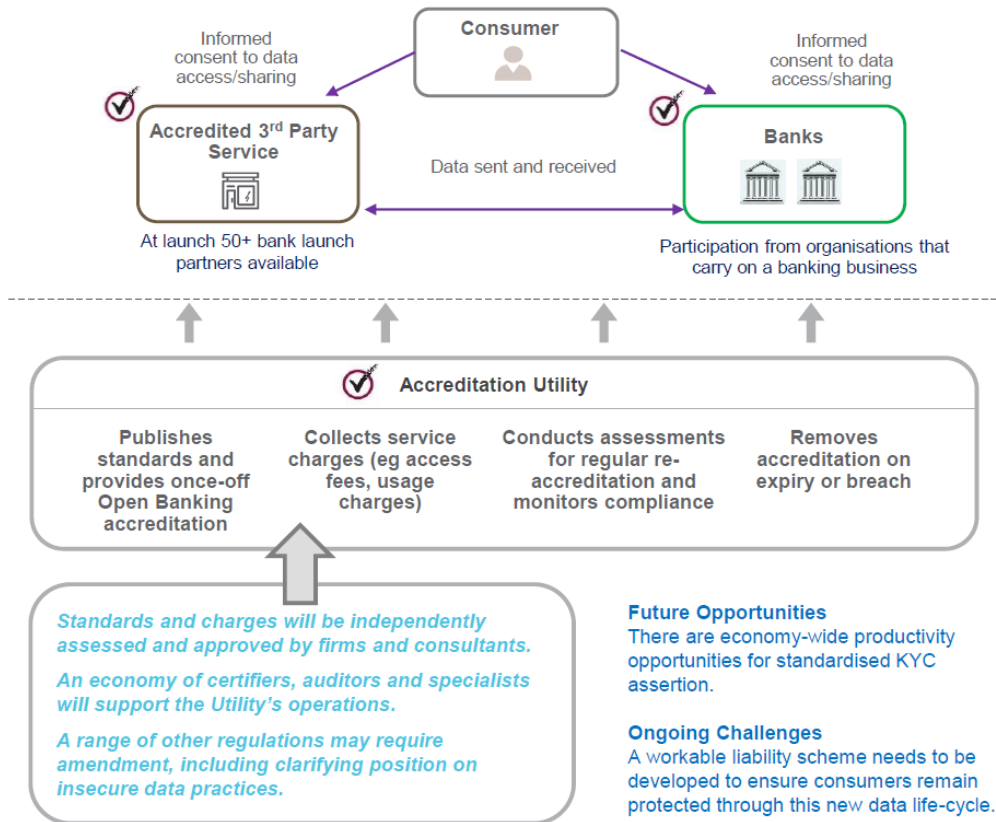 Consumer
Informed
consent to data
access/sharing
Informed
consent to data
access/sharing
Accredited 3rd Party
Service
Banks
Data sent and received
At launch 50+ bank launch
partners available
Participation from organisations that
carry on a banking business
Accreditation Utility
Publishes
standards and
provides once-off
Open Banking
accreditation
Collects service
charges (eg access
fees, usage
charges)
Conducts assessments
for regular re-
accreditation and
monitors compliance
Removes
accreditation on
expiry or breach
Standards and charges will be independently
assessed and approved by firms and consultants.
An economy of certifiers, auditors and specialists
will support the Utility's operations.
A range of other regulations may require
amendment, including clarifying position on
insecure data practices.
Future Opportunities
There are economy-wide productivity
opportunities for standardised KYC
assertion.
Ongoing Challenges
A workable liability scheme needs to be
developed to ensure consumers remain
protected through this new data life-cycle.